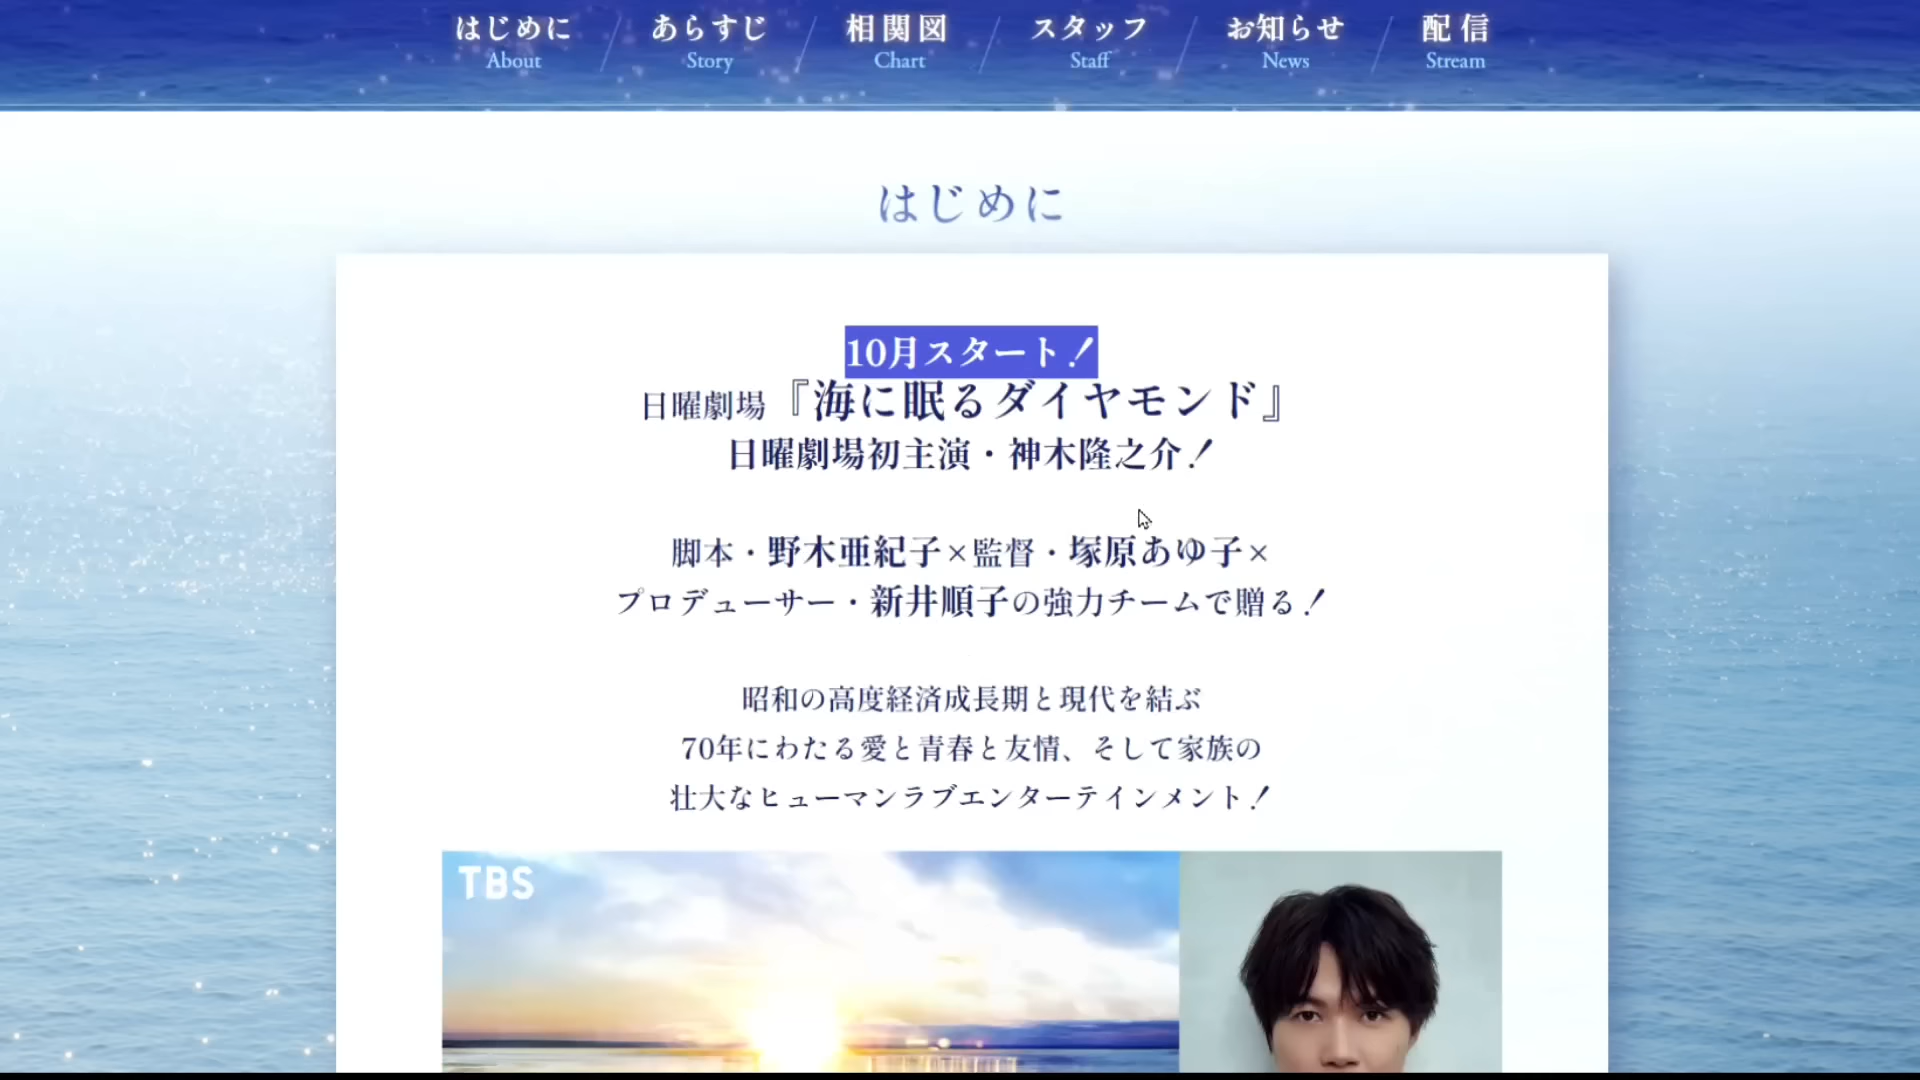 はじめに
About
あらすじ
Story
相関図
Chart
スタッフ
Staff
お知らせ
News
配信
Stream
はじめに
10月スタート！
日曜劇場『海に眠るダイヤモンド』
日曜劇場初主演・神木隆之介！
脚本・野木亜紀子×監督・塚原あゆ子×
プロデューサー・新井順子の強力チームで贈る！
昭和の高度経済成長期と現代を結ぶ
70年にわたる愛と青春と友情、そして家族の
壮大なヒューマンラブエンターテインメント！
TBS